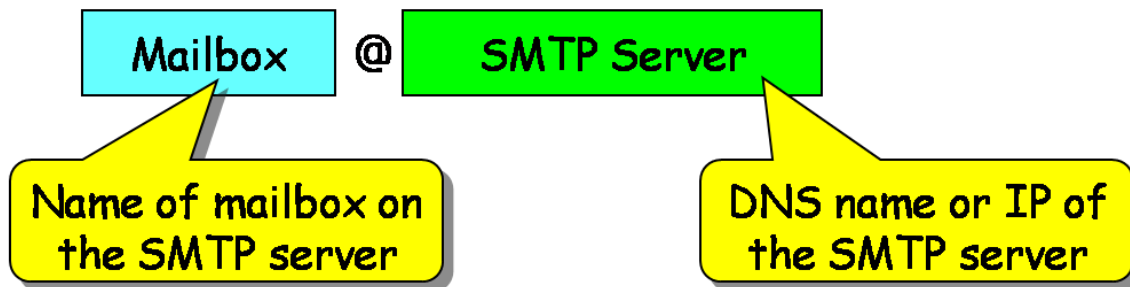 Mailbox @ SMTP Server
Name of mailbox on
the SMTP server
DNS name or IP of
the SMTP server